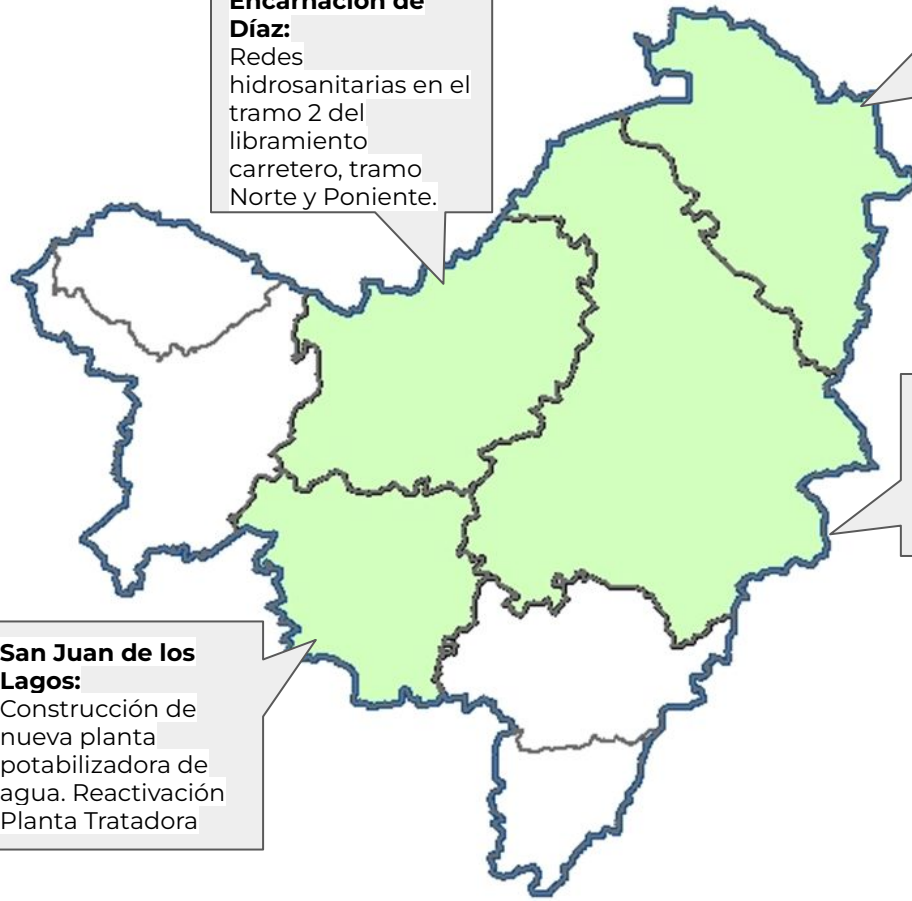 Encarnación de
Díaz:
Redes
hidrosanitarias en el
tramo 2 del
libramiento
carretero, tramo
Norte y Poniente.
San Juan de los
Lagos:
Construcción de
nueva planta
potabilizadora de
agua. Reactivación
Planta Tratadora